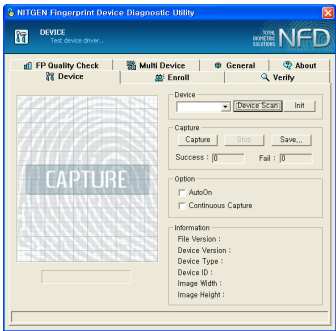 NITGEN Fingerprint Device Diagnostic Utility
DEVICE
Test device driver..
TOTAL
BIOMETRIC
SOLUTIONS
NFD
FP Quality Check
Multi Device
General
About
Device
Enroll
Verify
CAPTURE
Device
Device Scan
Init
Capture
Capture
Stop
Save...
Success : 0
Fail : 0
Option
AutoOn
Continuous Capture
Information
File Version :
Device Version :
Device Type :
Device ID :
Image Width :
Image Height :